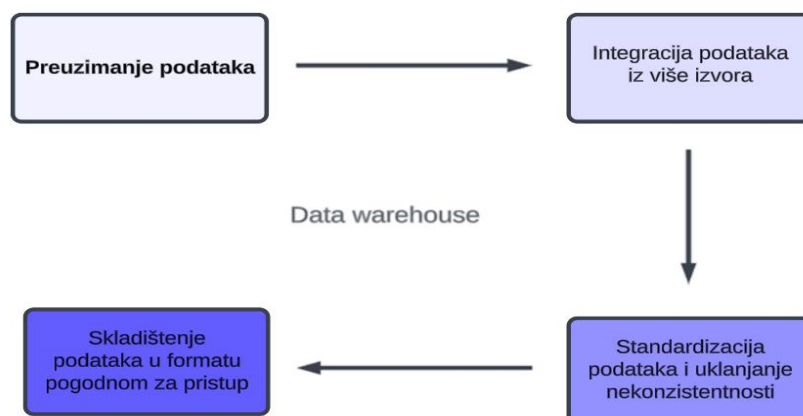 Preuzimanje podataka
Integracija podataka
iz više izvora
Data warehouse
Skladištenje
podataka u formatu
pogodnom za pristup
Standardizacija
podataka i uklanjanje
nekonzistentnosti